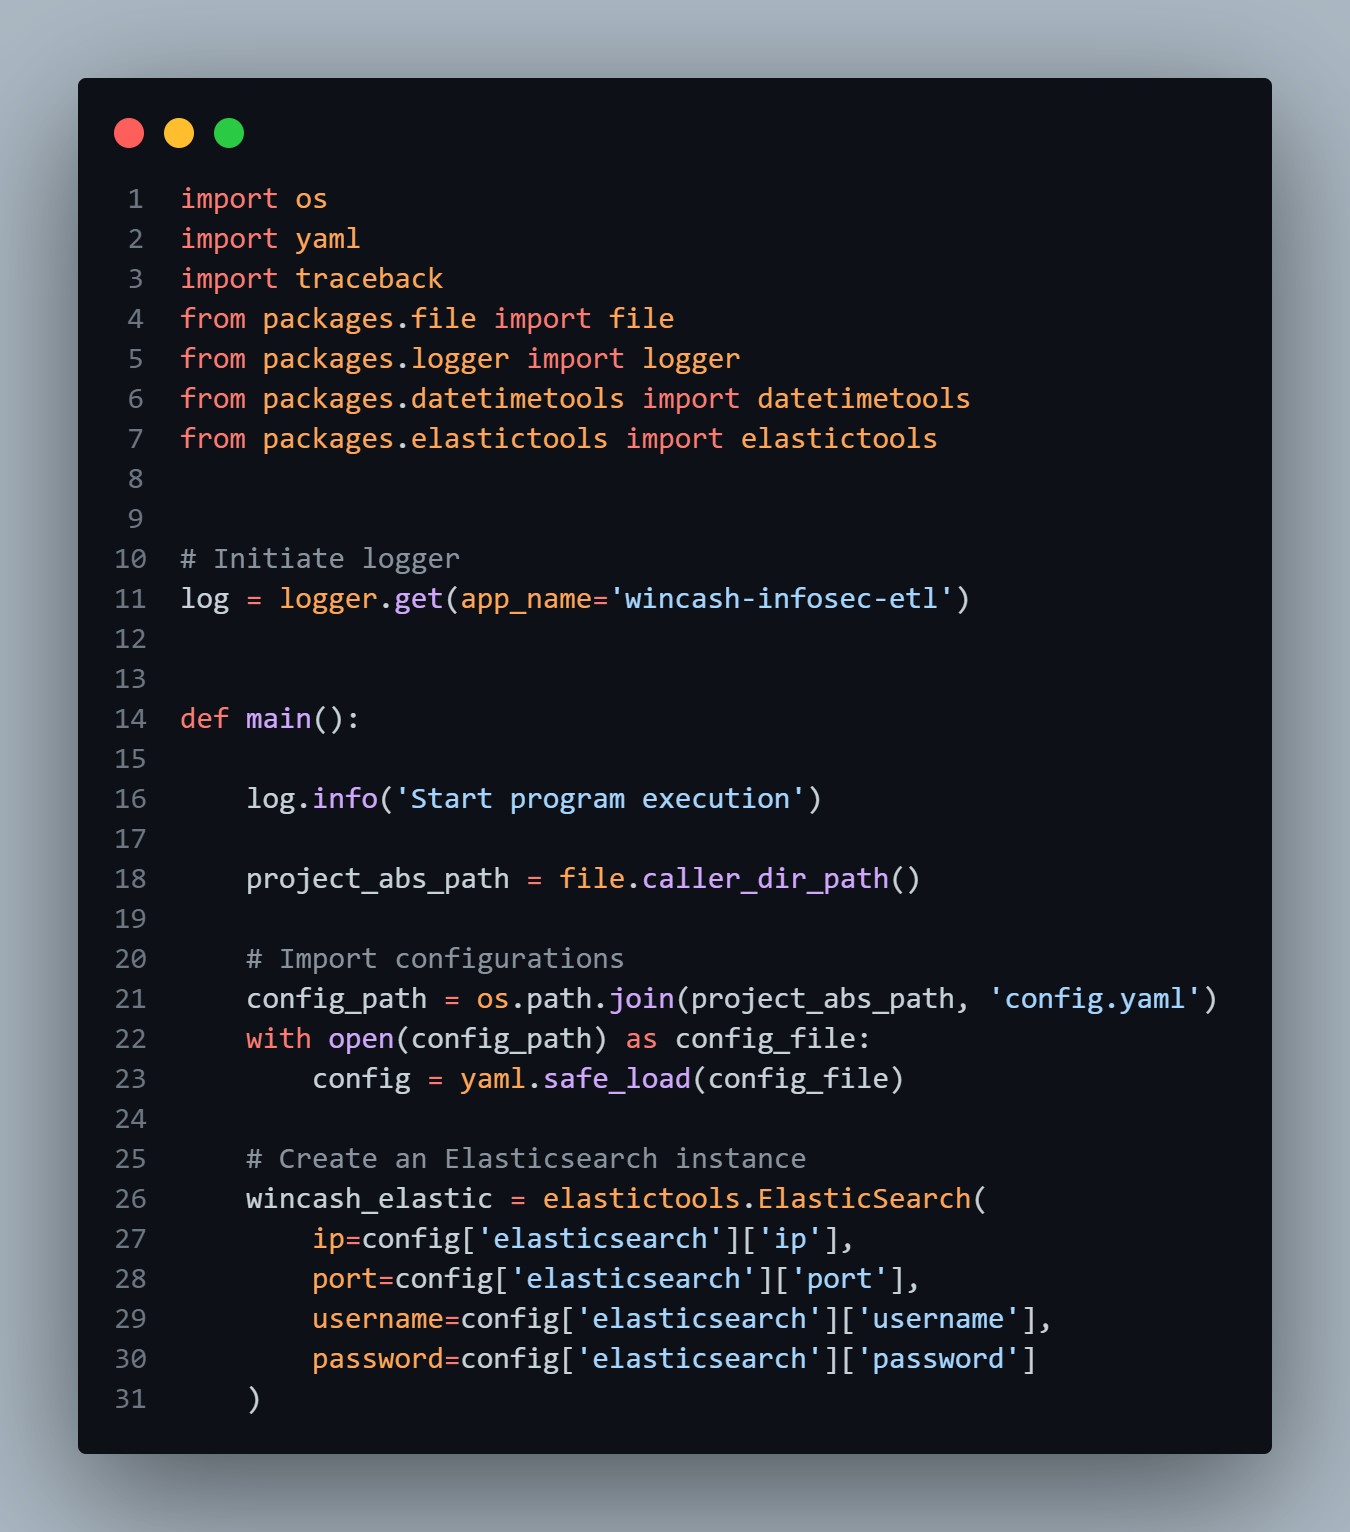 1 import os
2 import yaml
3 import traceback
4 from packages.file import file
5 from packages.logger import logger
6 from packages.datetimetools import datetimetools
7 from packages.elastictools import elastictools
8
9
10 # Initiate logger
11 log = logger.get(app_name='wincash-infosec-etl')
12
13
14 def main():
15
16     log.info('Start program execution')
17
18     project_abs_path = file.caller_dir_path()
19
20     # Import configurations
21     config_path = os.path.join(project_abs_path, 'config.yaml')
22     with open(config_path) as config_file:
23         config = yaml.safe_load(config_file)
24
25     # Create an Elasticsearch instance
26     wincash_elastic = elastictools.ElasticSearch(
27         ip=config['elasticsearch']['ip'],
28         port=config['elasticsearch']['port'],
29         username=config['elasticsearch']['username'],
30         password=config['elasticsearch']['password']
31     )